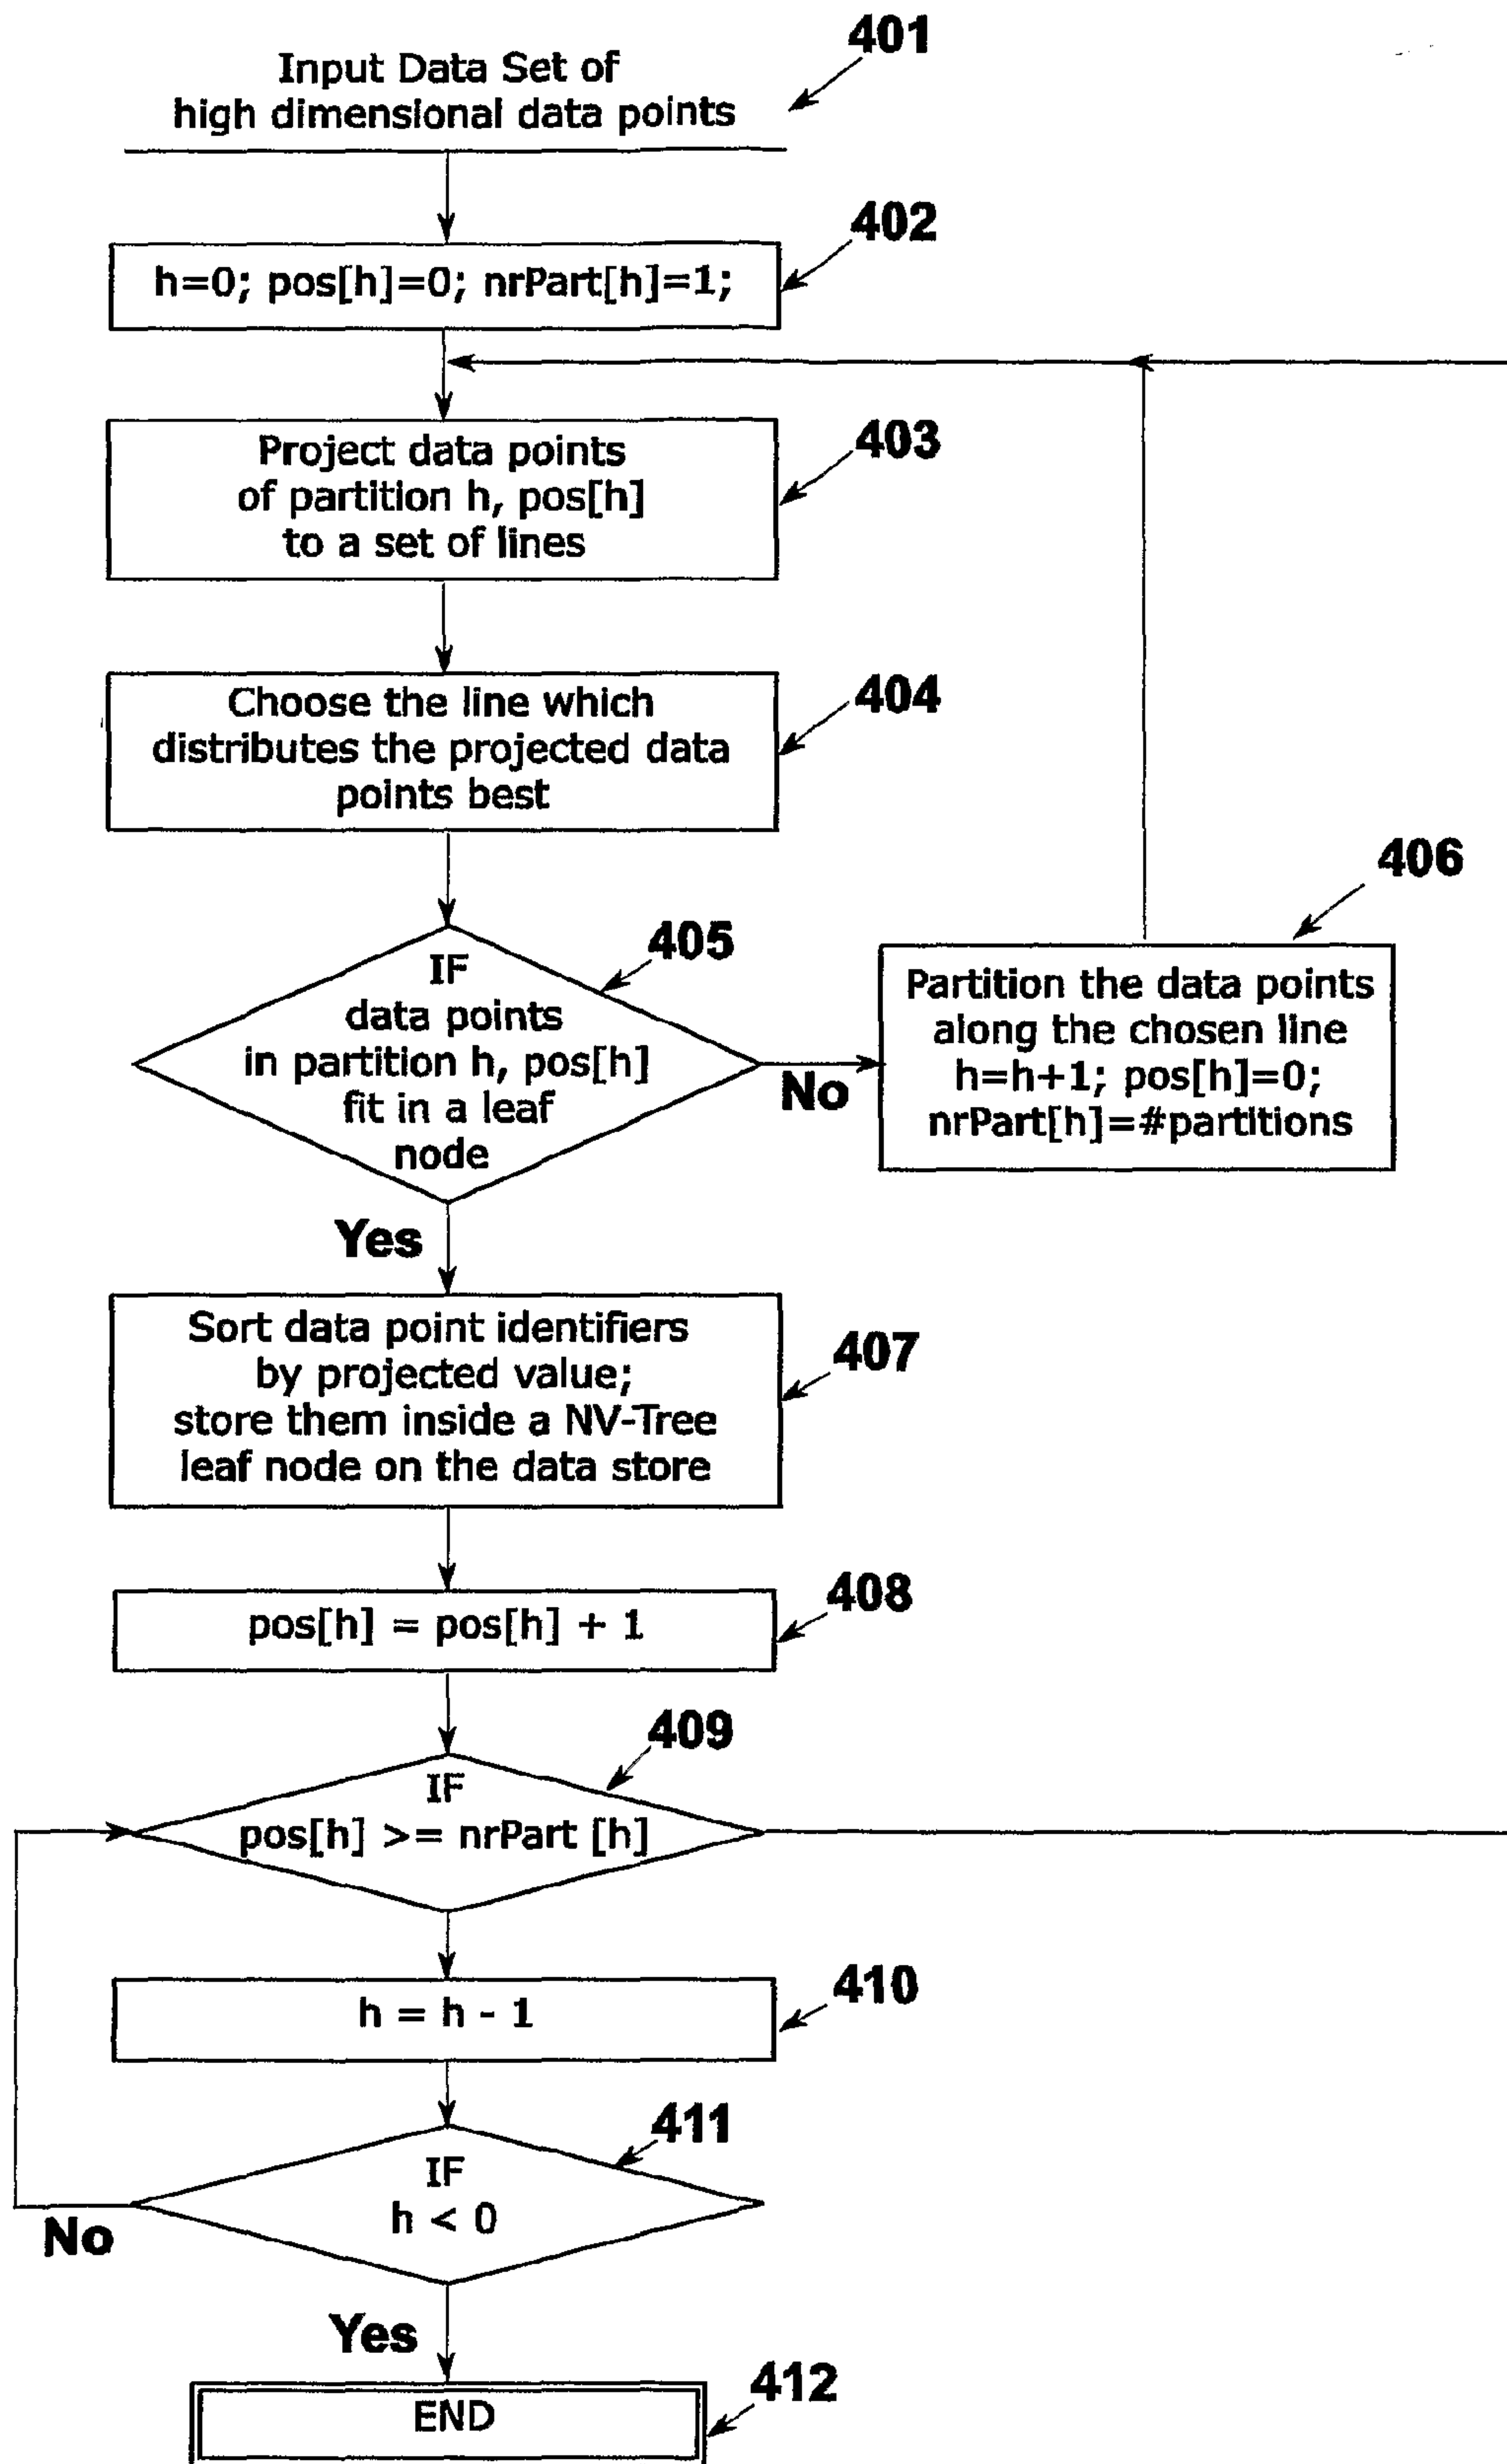 401
Input Data Set of
high dimensional data points
402
h=0; pos[h]=0; nrPart[h]=1;
403
Project data points
of partition h, pos[h]
to a set of lines
404
Choose the line which
distributes the projected data
points best
405
IF
data points
in partition h, pos[h]
fit in a leaf
node
No
406
Partition the data points
along the chosen line
h=h+1; pos[h]=0;
nrPart[h]=#partitions
Yes
407
Sort data point identifiers
by projected value;
store them inside a NV-Tree
leaf node on the data store
408
pos[h] = pos[h] + 1
409
IF
pos[h] >= nrPart [h]
410
h = h - 1
411
IF
h < 0
No
Yes
412
END